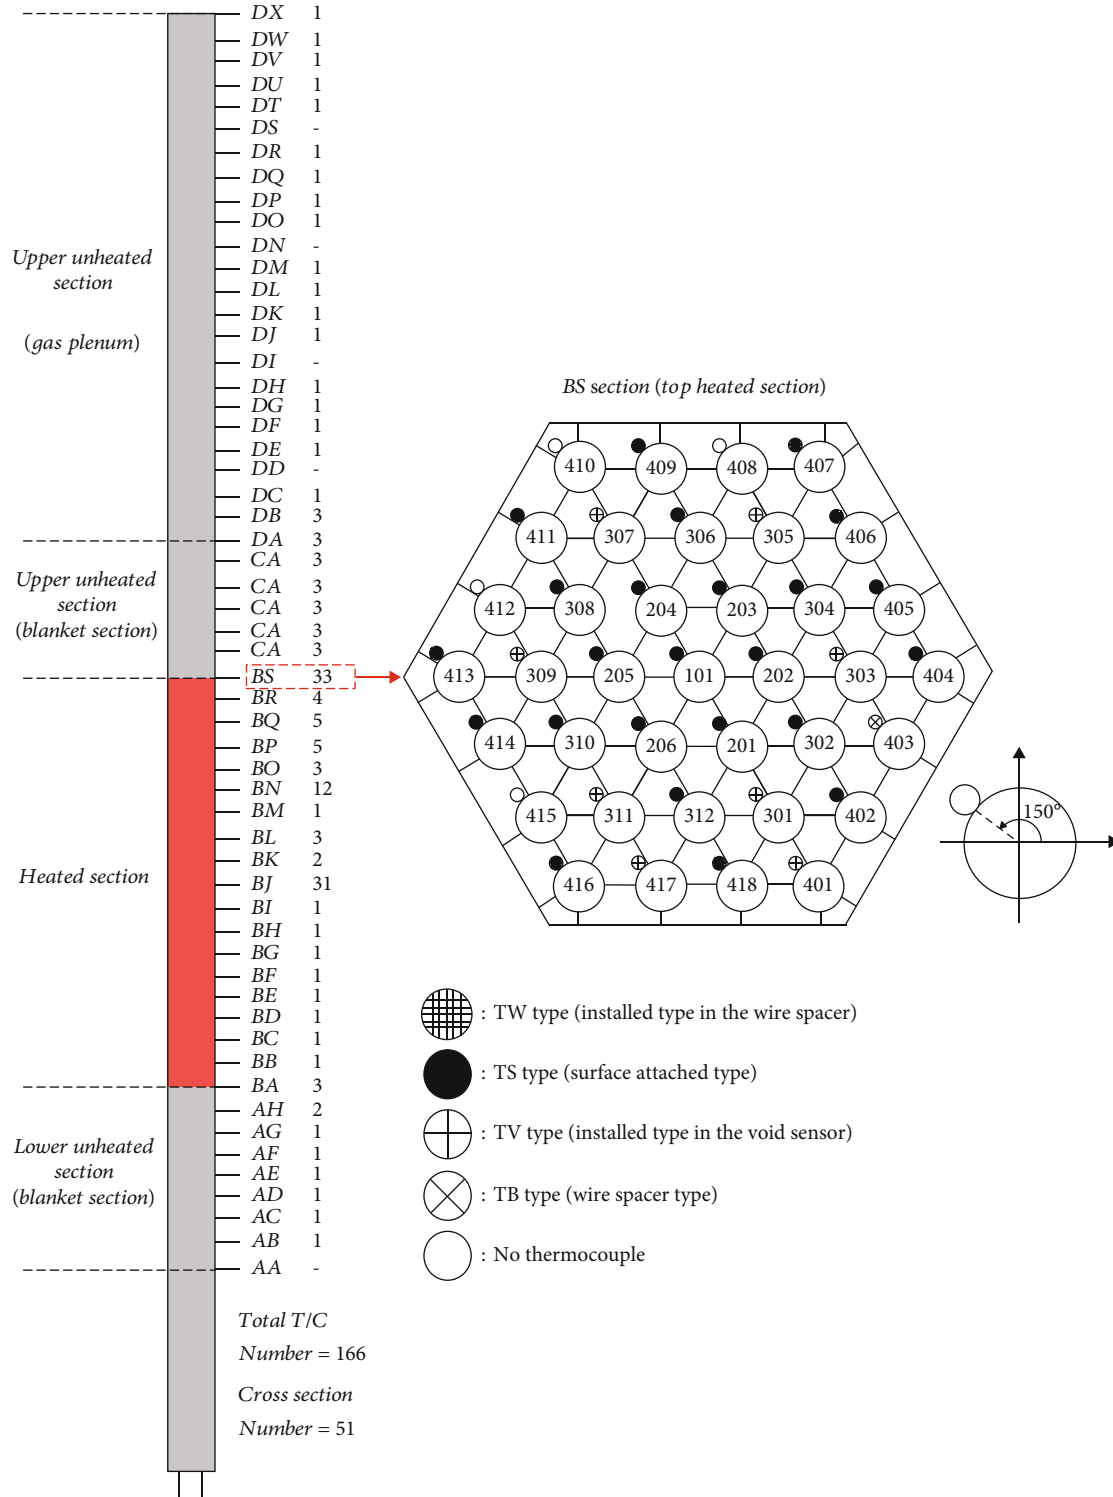 DX 1
DW 1
DV 1
DU 1
DT 1
DS -
DR 1
DQ 1
DP 1
DO 1
DN -
DM 1
DL 1
DK 1
DJ 1
DI -
DH 1
DG 1
DF 1
DE 1
DD -
DC 1
DB 3
DA 3
CA 3
CA 3
CA 3
CA 3
CA 3
BS 33
BR 4
BQ 5
BP 5
BO 3
BN 12
BM 1
BL 3
BK 2
BJ 31
BI 1
BH 1
BG 1
BF 1
BE 1
BD 1
BC 1
BB 1
BA 3
AH 2
AG 1
AF 1
AE 1
AD 1
AC 1
AB 1
AA -
Upper unheated
section
(gas plenum)
Upper unheated
section
(blanket section)
Heated section
Lower unheated
section
(blanket section)
Total T/C
Number = 166
Cross section
Number = 51
BS section (top heated section)
410 409 408 407
411 307 306 305 406
412 308 204 203 304 405
413 309 205 101 202 303 404
414 310 206 201 302 403
415 311 312 301 402
416 417 418 401
150°
: TW type (installed type in the wire spacer)
: TS type (surface attached type)
: TV type (installed type in the void sensor)
: TB type (wire spacer type)
: No thermocouple